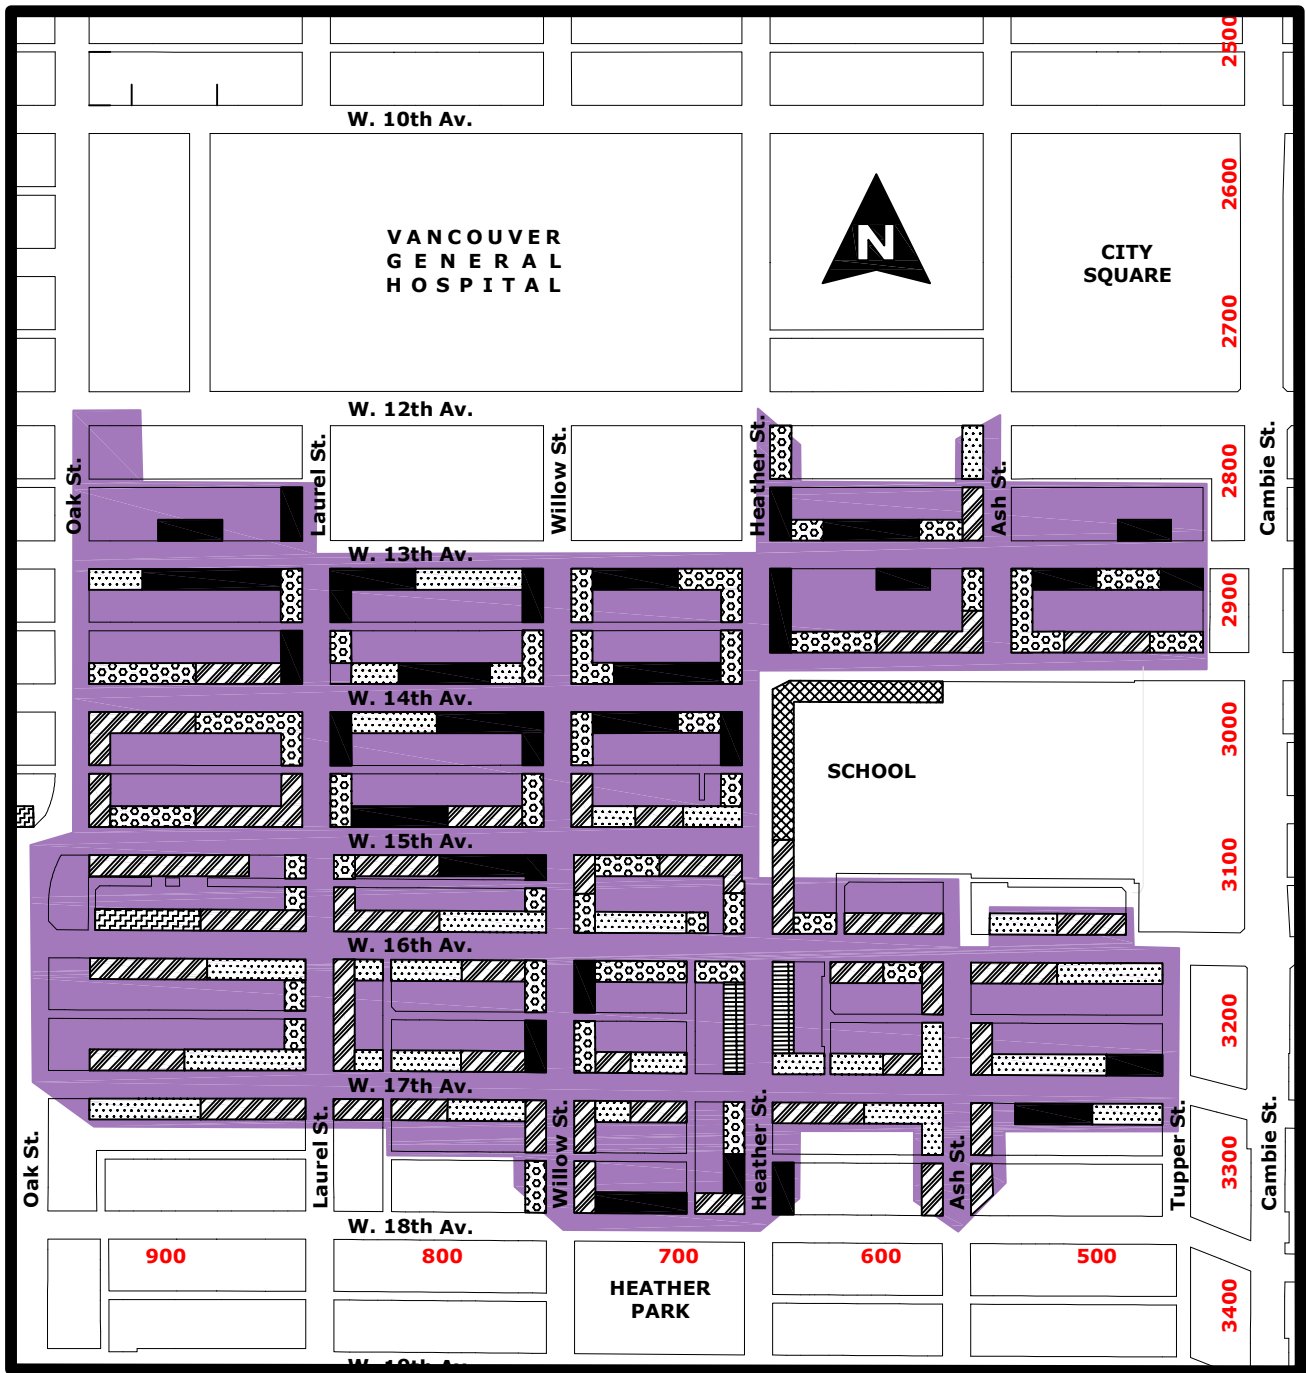 2500
W. 10th Av.
VANCOUVER
GENERAL
HOSPITAL
N
CITY
SQUARE
2600
2700
W. 12th Av.
Oak St.
Laurel St.
Willow St.
Heather St.
Ash St.
2800
Cambie St.
W. 13th Av.
2900
W. 14th Av.
3000
SCHOOL
W. 15th Av.
3100
W. 16th Av.
3200
W. 17th Av.
Oak St.
Laurel St.
Willow St.
Heather St.
Ash St.
Tupper St.
3300
Cambie St.
W. 18th Av.
900
800
700
600
500
HEATHER
PARK
3400
W. 19th Av.